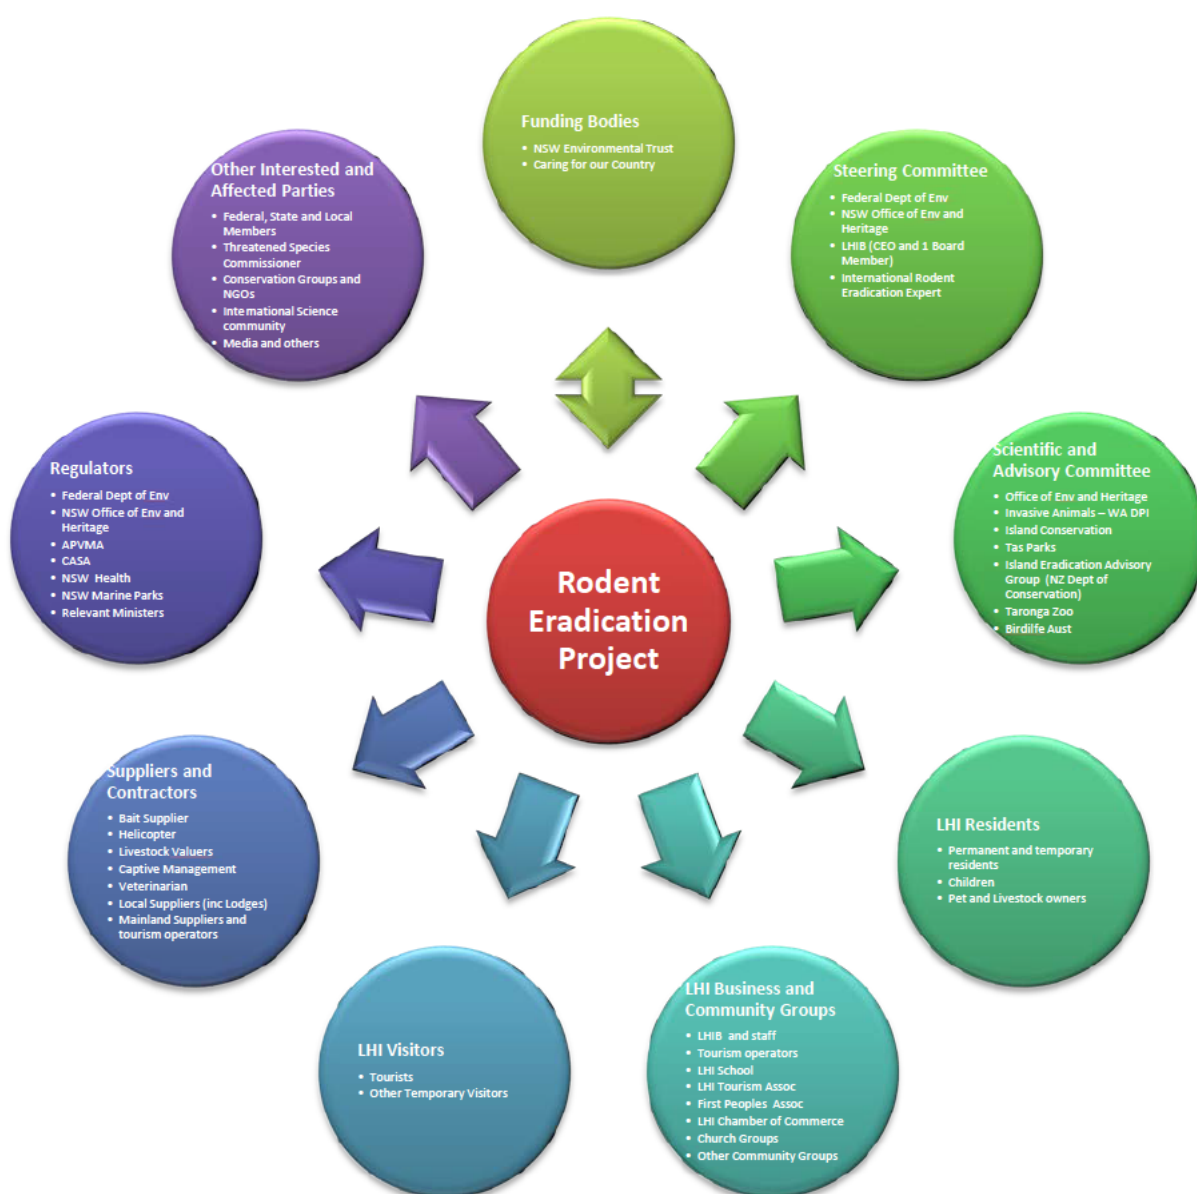 Funding Bodies
• NSW Environmental Trust
• Caring for our Country
Steering Committee
• Federal Dept of Env
• NSW Office of Env and
Heritage
• LHIB (CEO and 1 Board
Member)
• International Rodent
Eradication Expert
Scientific and
Advisory Committee
• Office of Env and Heritage
• Invasive Animals – WA DPI
• Island Conservation
• Tas Parks
• Island Eradication Advisory
Group (NZ Dept of
Conservation)
• Taronga Zoo
• Birdilfe Aust
LHI Residents
• Permanent and temporary
residents
• Children
• Pet and Livestock owners
LHI Business and
Community Groups
• LHIB and staff
• Tourism operators
• LHI School
• LHI Tourism Assoc
• First Peoples Assoc
• LHI Chamber of Commerce
• Church Groups
• Other Community Groups
LHI Visitors
• Tourists
• Other Temporary Visitors
Suppliers and
Contractors
• Bait Supplier
• Helicopter
• Livestock Valuers
• Captive Management
• Veterinarian
• Local Suppliers (inc Lodges)
• Mainland Suppliers and
tourism operators
Regulators
• Federal Dept of Env
• NSW Office of Env and
Heritage
• APVMA
• CASA
• NSW Health
• NSW Marine Parks
• Relevant Ministers
Other Interested and
Affected Parties
• Federal, State and Local
Members
• Threatened Species
Commissioner
• Conservation Groups and
NGOs
• International Science
community
• Media and others
Rodent
Eradication
Project